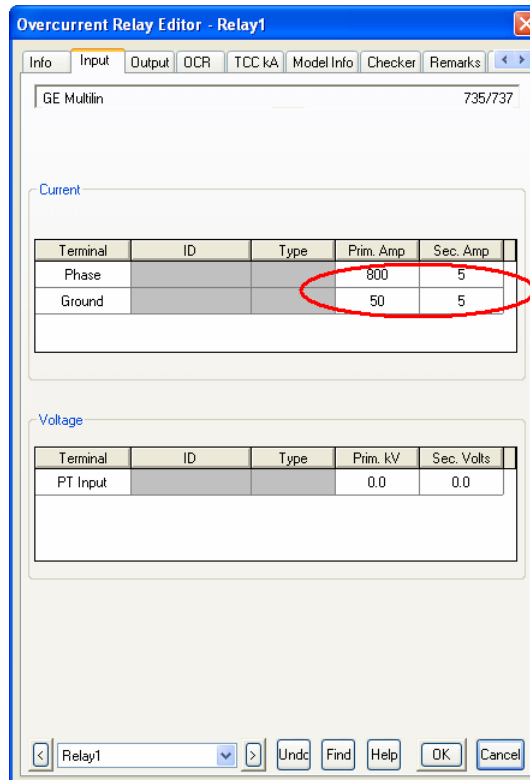 Overcurrent Relay Editor - Relay1
Info Input Output OCR TCC kA Model Info Checker Remarks
GE Multilin 735/737
Current
Terminal ID Type Prim. Amp Sec. Amp
Phase 800 5
Ground 50 5
Voltage
Terminal ID Type Prim. kV Sec. Volts
PT Input 0.0 0.0
< Relay1 > Undo Find Help OK Cancel